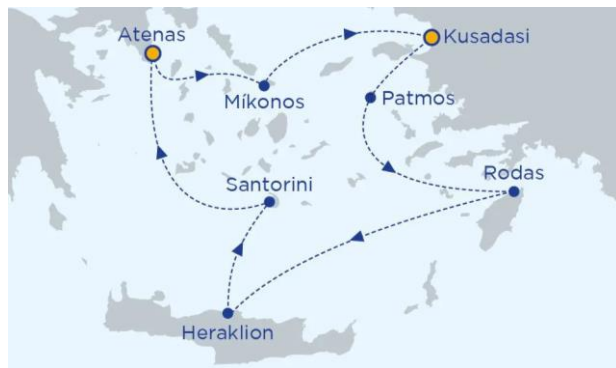 Atenas
Kusadasi
Míkonos
Patmos
Rodas
Santorini
Heraklion